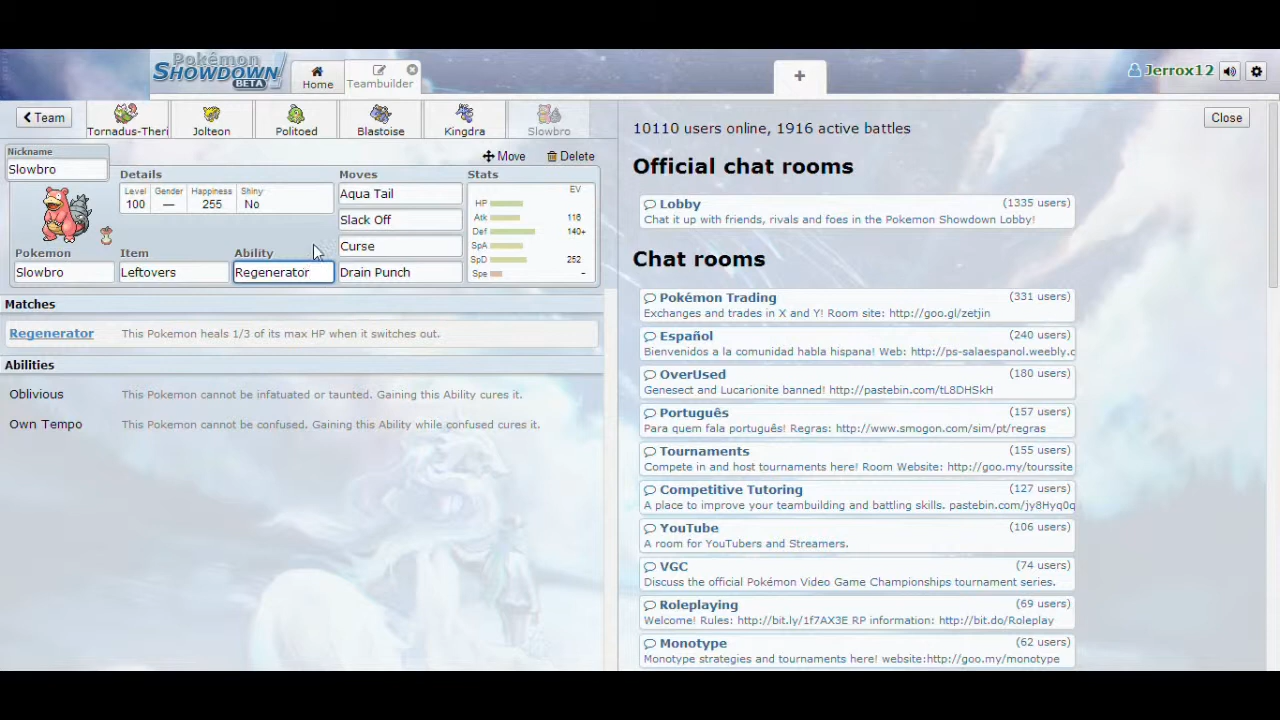 Pokémon
SHOWDOWN!
BETA
Home
Teambuilder
+
Jerrox12
< Team
Tornadus-Theri
Jolteon
Politoed
Blastoise
Kingdra
Slowbro
Nickname
Slowbro
Move
Delete
Details
Level
100
Gender
—
Happiness
255
Shiny
No
Moves
Aqua Tail
Slack Off
Curse
Drain Punch
Stats
EV
HP
Atk 116
Def 140+
SpA
SpD 252
Spe -
Pokemon
Slowbro
Item
Leftovers
Ability
Regenerator
Matches
Regenerator This Pokemon heals 1/3 of its max HP when it switches out.
Abilities
Oblivious This Pokemon cannot be infatuated or taunted. Gaining this Ability cures it.
Own Tempo This Pokemon cannot be confused. Gaining this Ability while confused cures it.
Close
10110 users online, 1916 active battles
Official chat rooms
Lobby (1335 users)
Chat it up with friends, rivals and foes in the Pokemon Showdown Lobby!
Chat rooms
Pokémon Trading (331 users)
Exchanges and trades in X and Y! Room site: http://goo.gl/zetjin
Español (240 users)
Bienvenidos a la comunidad habla hispana! Web: http://ps-salaespanol.weebly.c
OverUsed (180 users)
Genesect and Lucarionite banned! http://pastebin.com/tL8DHSkH
Português (157 users)
Para quem fala português! Regras: http://www.smogon.com/sim/pt/regras
Tournaments (155 users)
Compete in and host tournaments here! Room Website: http://goo.my/tourssite
Competitive Tutoring (127 users)
A place to improve your teambuilding and battling skills. pastebin.com/jy8Hyq0q
YouTube (106 users)
A room for YouTubers and Streamers.
VGC (74 users)
Discuss the official Pokémon Video Game Championships tournament series.
Roleplaying (69 users)
Welcome! Rules: http://bit.ly/1f7AX3E RP information: http://bit.do/Roleplay
Monotype (62 users)
Monotype strategies and tournaments here! website:http://goo.my/monotype